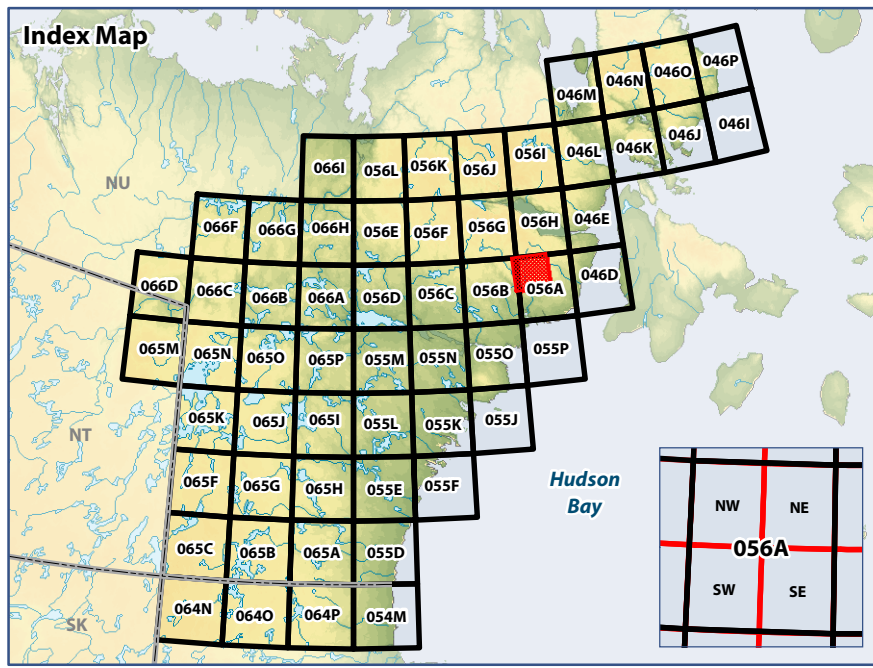 Index Map
046M 046N 046O 046P
066I 056L 056K 056J 056I 046L 046K 046J 046I
NU
066F 066G 066H 056E 056F 056G 056H 046E
066D 066C 066B 066A 056D 056C 056B 056A 046D
065M 065N 065O 065P 055M 055N 055O 055P
NT
065K 065J 065I 055L 055K 055J
065F 065G 065H 055E 055F
Hudson
Bay
065C 065B 065A 055D
SK
064N 064O 064P 054M
NW NE
056A
SW SE